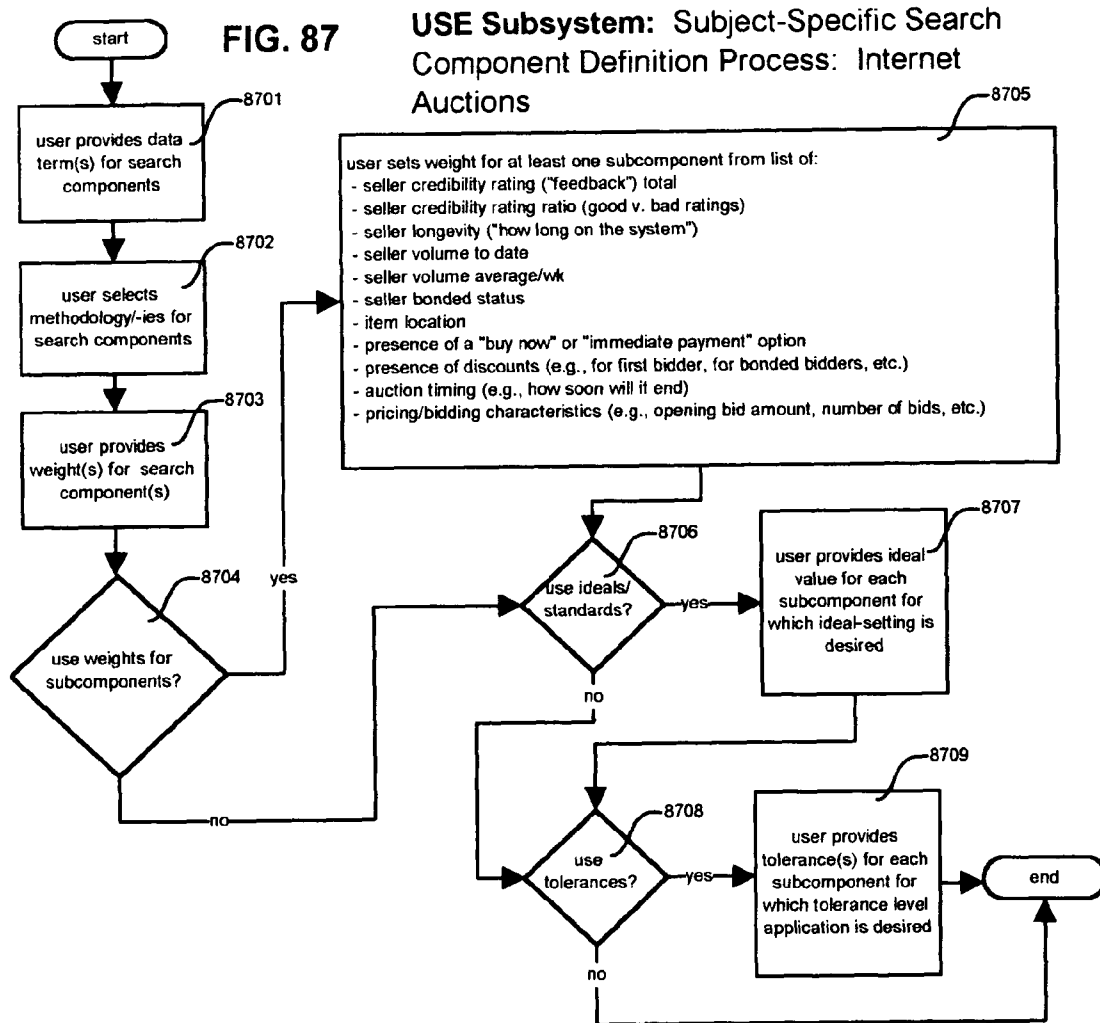 start
FIG. 87
USE Subsystem: Subject-Specific Search
Component Definition Process: Internet
Auctions
8701
user provides data
term(s) for search
components
8702
user selects
methodology/-ies for
search components
8703
user provides
weight(s) for search
component(s)
8704
use weights for
subcomponents?
yes
no
8705
user sets weight for at least one subcomponent from list of:
- seller credibility rating ("feedback") total
- seller credibility rating ratio (good v. bad ratings)
- seller longevity ("how long on the system")
- seller volume to date
- seller volume average/wk
- seller bonded status
- item location
- presence of a "buy now" or "immediate payment" option
- presence of discounts (e.g., for first bidder, for bonded bidders, etc.)
- auction timing (e.g., how soon will it end)
- pricing/bidding characteristics (e.g., opening bid amount, number of bids, etc.)
8706
use ideals/
standards?
yes
no
8707
user provides ideal
value for each
subcomponent for
which ideal-setting is
desired
8708
use
tolerances?
yes
no
8709
user provides
tolerance(s) for each
subcomponent for
which tolerance level
application is desired
end